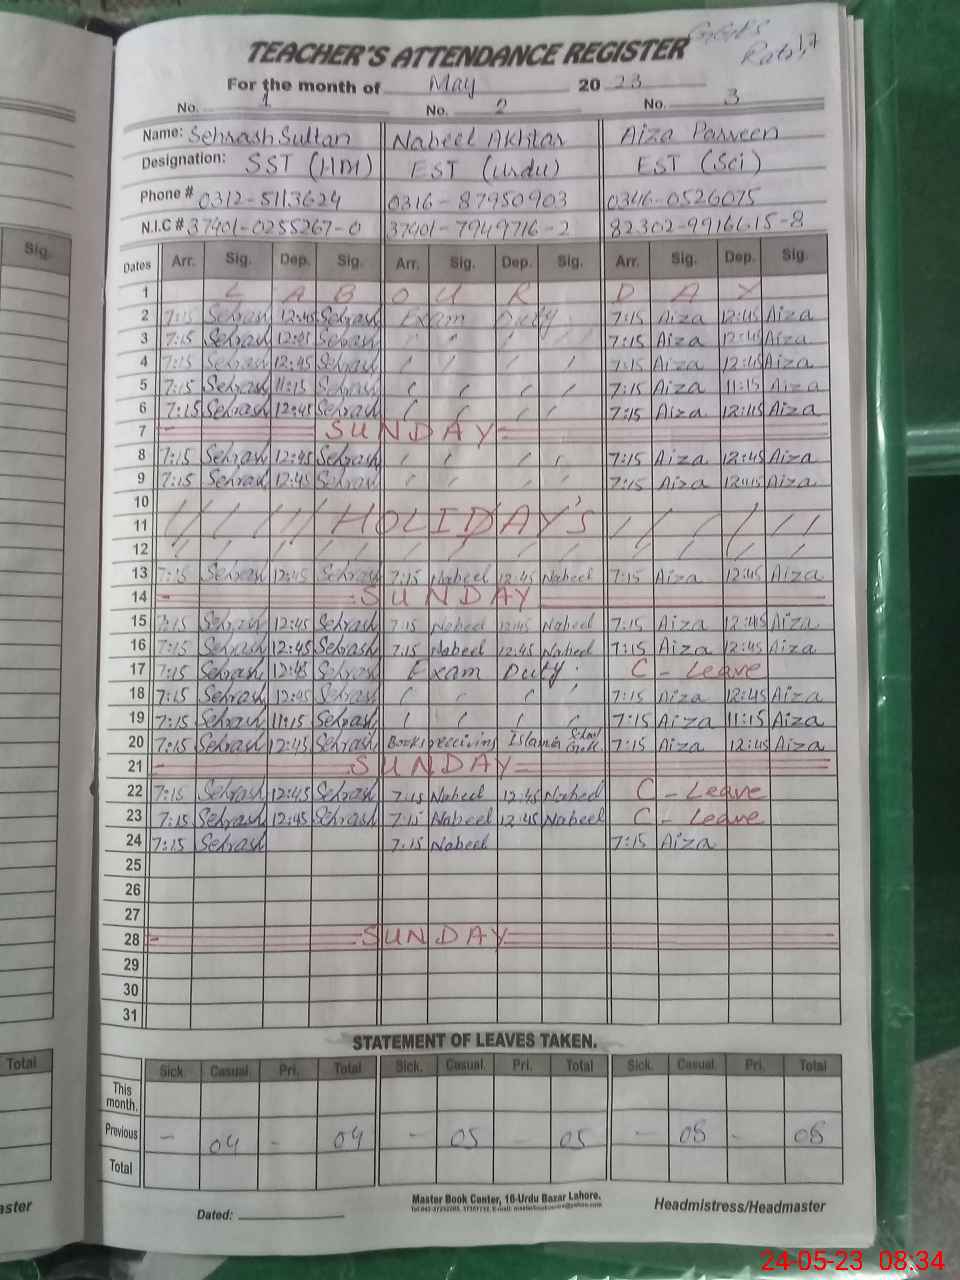 Sig.
Total
TEACHER'S ATTENDANCE REGISTER
For the month of May 2023
No. 1 No. 2 No. 3
Name: Sehrash Sultan Nabeel Akhtar Aiza Parveen
Designation: SST (HM) EST (Urdu) EST (Sci)
Phone # 0312-5113624 0316-87950903 0346-0526075
N.I.C # 37401-0255267-0 37401-7949716-2
Dates Arr. Sig. Dep. Sig. Arr. Sig. Dep. Sig. Arr. Sig. Dep. Sig.
1 LABOUR DAY
2 7:15 Sehrash 12:45 Sehrash Exam Duty 7:15 Aiza 12:45 Aiza
3 7:15 Sehrash 12:45 Sehrash / / / / 7:15 Aiza 12:45 Aiza
4 7:15 Sehrash 12:45 Sehrash / / / / 7:15 Aiza 12:45 Aiza
5 7:15 Sehrash 11:15 Sehrash / / / / 7:15 Aiza 11:15 Aiza
6 7:15 Sehrash 12:45 Sehrash / / / / 7:15 Aiza 12:45 Aiza
7 SUNDAY
8 7:15 Sehrash 12:45 Sehrash / / / / 7:15 Aiza 12:45 Aiza
9 7:15 Sehrash 12:45 Sehrash / / / / 7:15 Aiza 12:45 Aiza
10
11 HOLIDAY'S
12
13 7:15 Sehrash 12:45 Sehrash 7:15 Nabeel 12:45 Nabeel 7:15 Aiza 12:45 Aiza
14 SUNDAY
15 7:15 Sehrash 12:45 Sehrash 7:15 Nabeel 12:45 Nabeel 7:15 Aiza 12:45 Aiza
16 7:15 Sehrash 12:45 Sehrash 7:15 Nabeel 12:45 Nabeel 7:15 Aiza 12:45 Aiza
17 7:15 Sehrash 12:45 Sehrash Exam Duty. C - Leave
18 7:15 Sehrash 12:45 Sehrash / / / / 7:15 Aiza 12:45 Aiza
19 7:15 Sehrash 11:15 Sehrash / / / / 7:15 Aiza 11:15 Aiza
20 7:15 Sehrash 12:45 Sehrash Books receiving Islamia School 7:15 Aiza 12:45 Aiza
21 SUNDAY
22 7:15 Sehrash 12:45 Sehrash 7:15 Nabeel 12:45 Nabeel C - Leave
23 7:15 Sehrash 12:45 Sehrash 7:15 Nabeel 12:45 Nabeel C - Leave
24 7:15 Sehrash 7:15 Nabeel 7:15 Aiza
25
26
27
28 SUNDAY
29
30
31
STATEMENT OF LEAVES TAKEN.
Sick. Casual. Pri. Total Sick. Casual. Pri. Total Sick. Casual Pri. Total
This month.
Previous - 04 - 04 - 05 - 05 - 08 - 08
Total
Master Book Center, 16-Urdu Bazar Lahore.
Dated: Headmistress/Headmaster
24-05-23 08:34